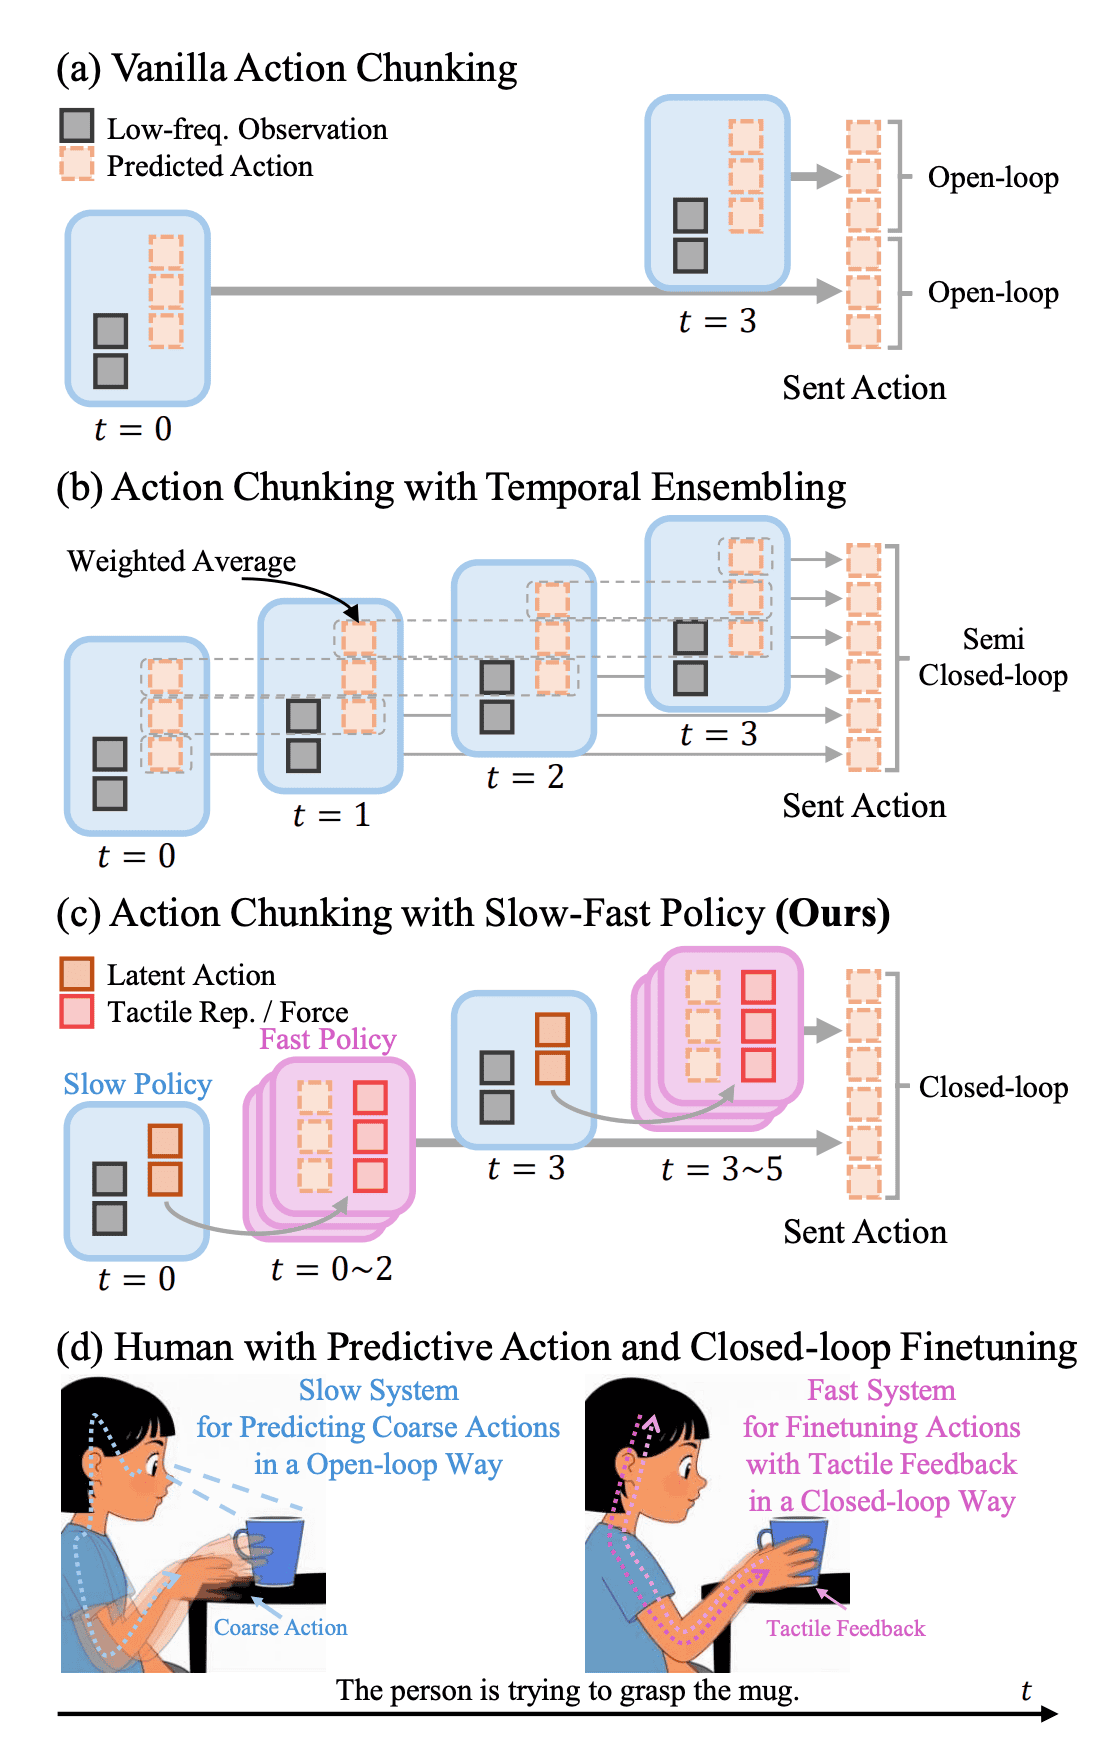 (a) Vanilla Action Chunking
Low-freq. Observation
Predicted Action
Open-loop
Open-loop
t = 3
Sent Action
t = 0
(b) Action Chunking with Temporal Ensembling
Weighted Average
Semi
Closed-loop
t = 3
t = 2
Sent Action
t = 1
t = 0
(c) Action Chunking with Slow-Fast Policy (Ours)
Latent Action
Tactile Rep. / Force
Fast Policy
Slow Policy
Closed-loop
t = 3
t = 3~5
Sent Action
t = 0~2
t = 0
(d) Human with Predictive Action and Closed-loop Finetuning
Slow System
for Predicting Coarse Actions
in a Open-loop Way
Coarse Action
Fast System
for Finetuning Actions
with Tactile Feedback
in a Closed-loop Way
Tactile Feedback
The person is trying to grasp the mug.
t